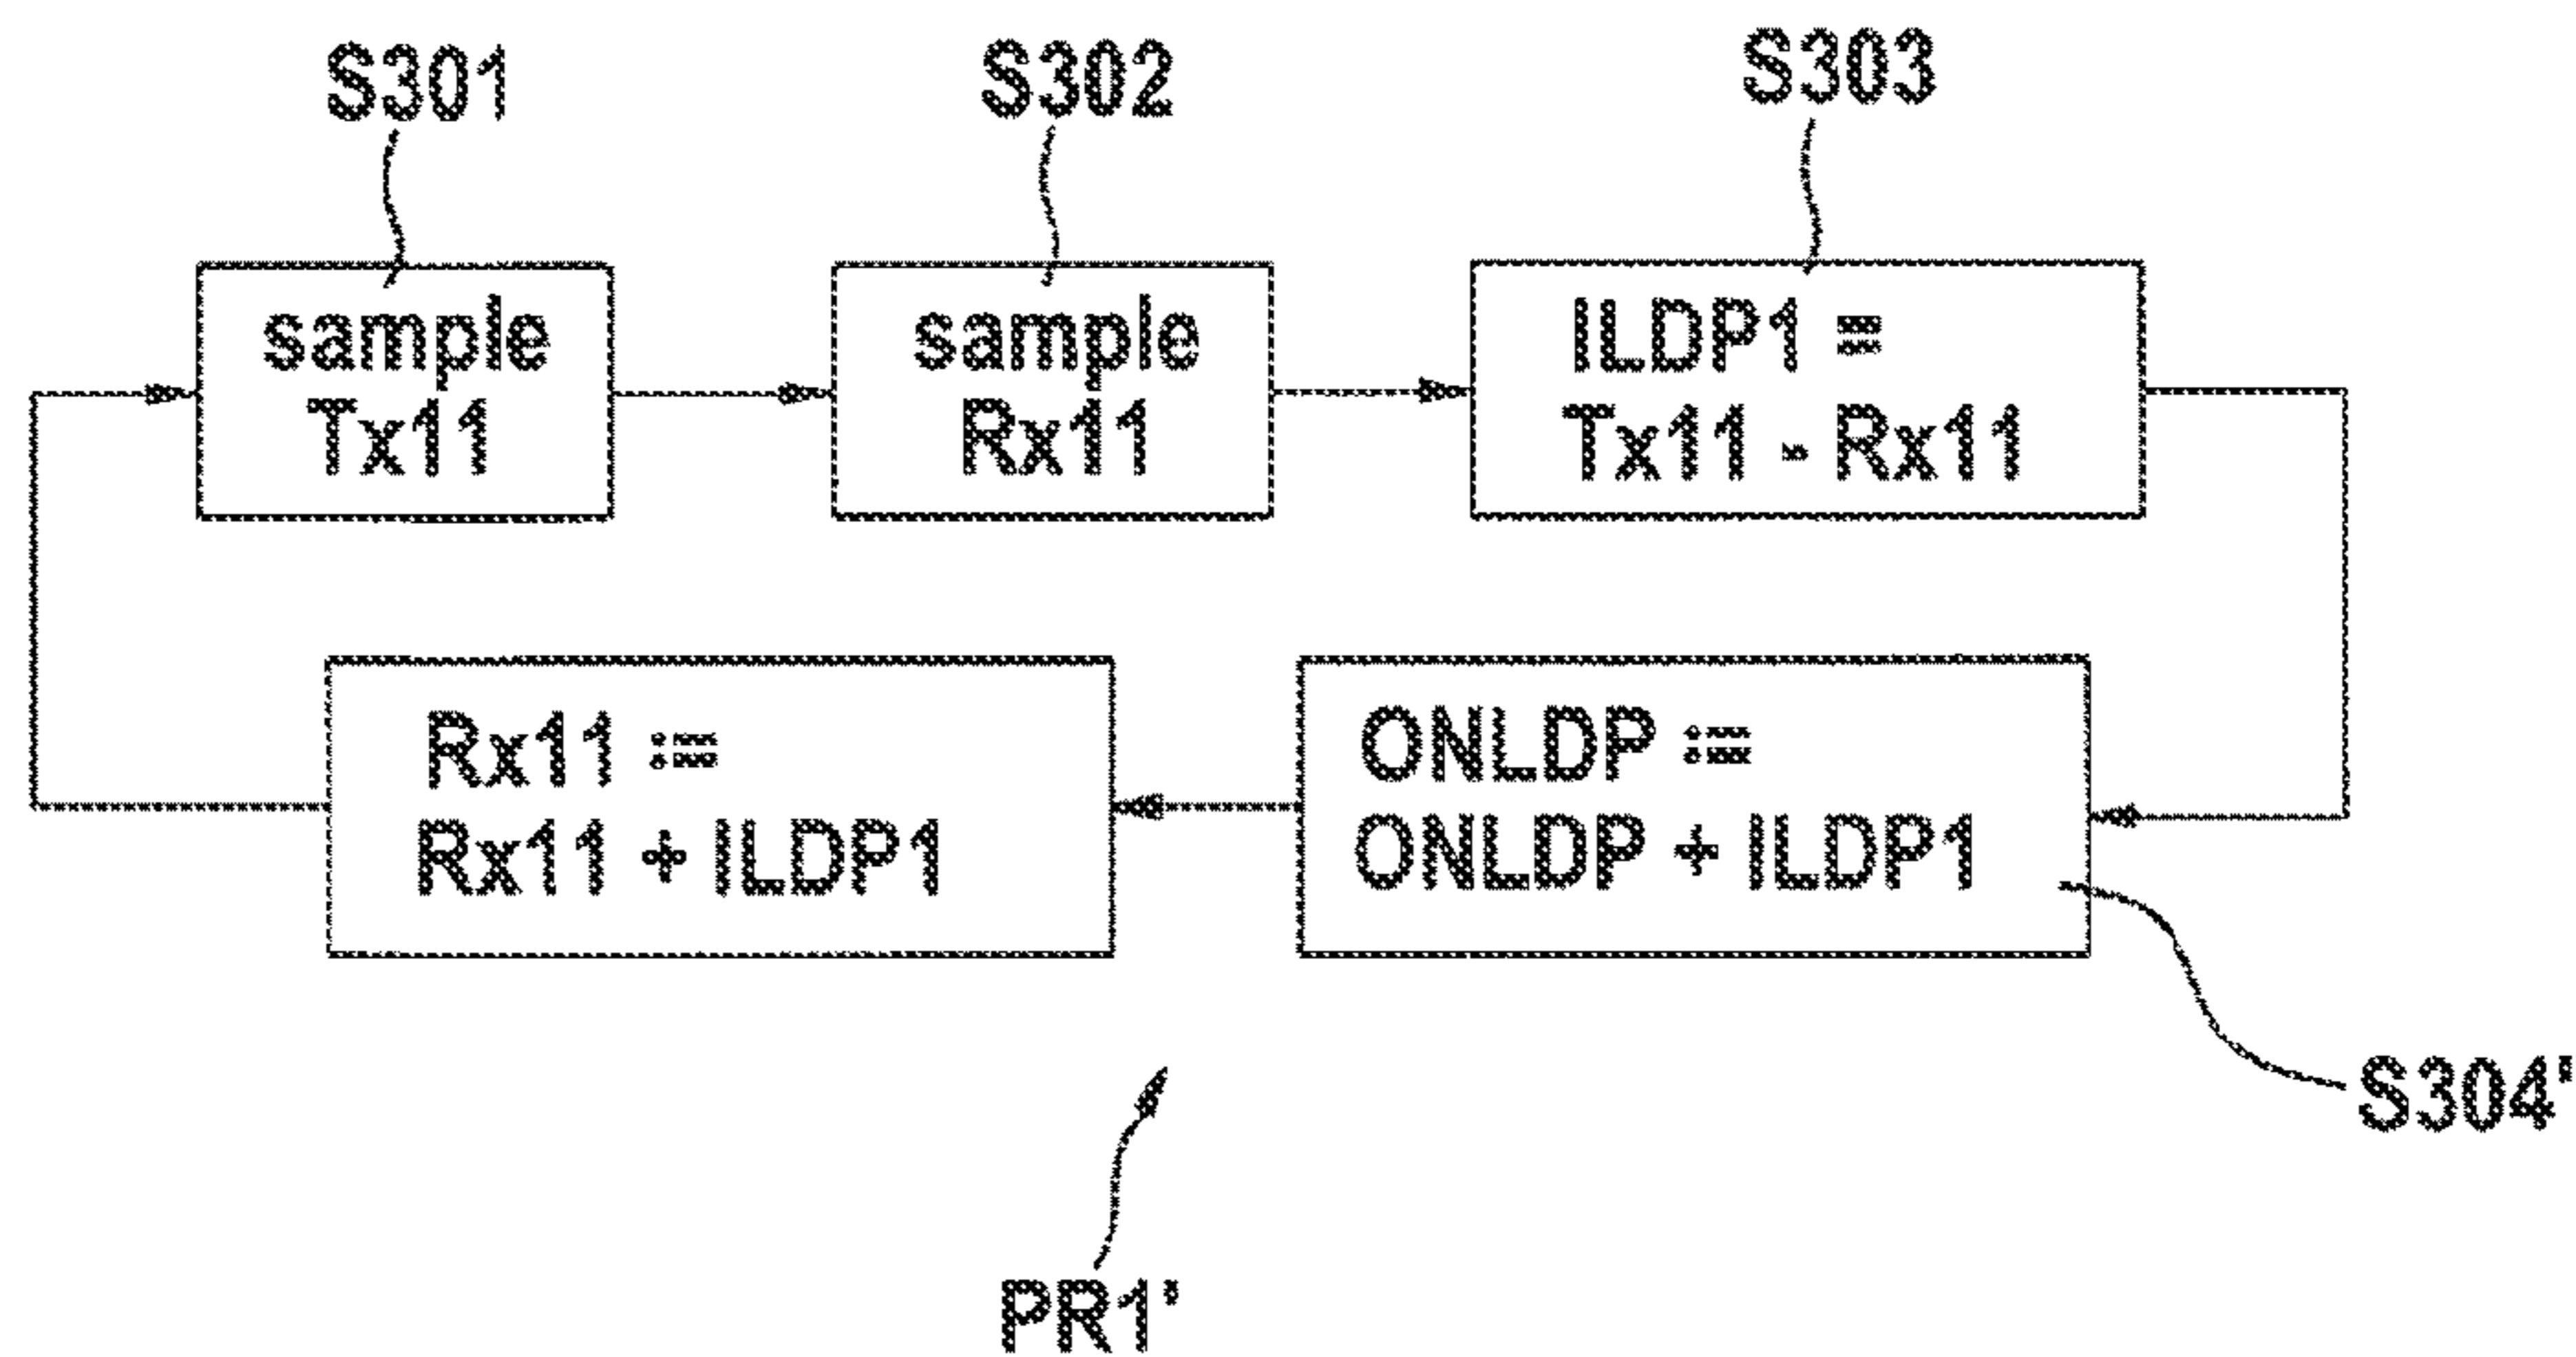 S301
S302
S303
sample
Tx11
sample
Rx11
ILDP1 =
Tx11 - Rx11
Rx11 :=
Rx11 + ILDP1
ONLDP :=
ONLDP + ILDP1
S304'
PR1'